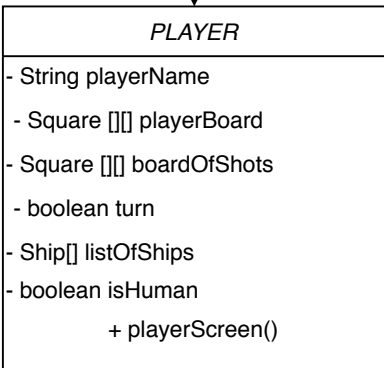 PLAYER
- String playerName
- Square [][] playerBoard
- Square [][] boardOfShots
- boolean turn
- Ship[] listOfShips
- boolean isHuman
+ playerScreen()